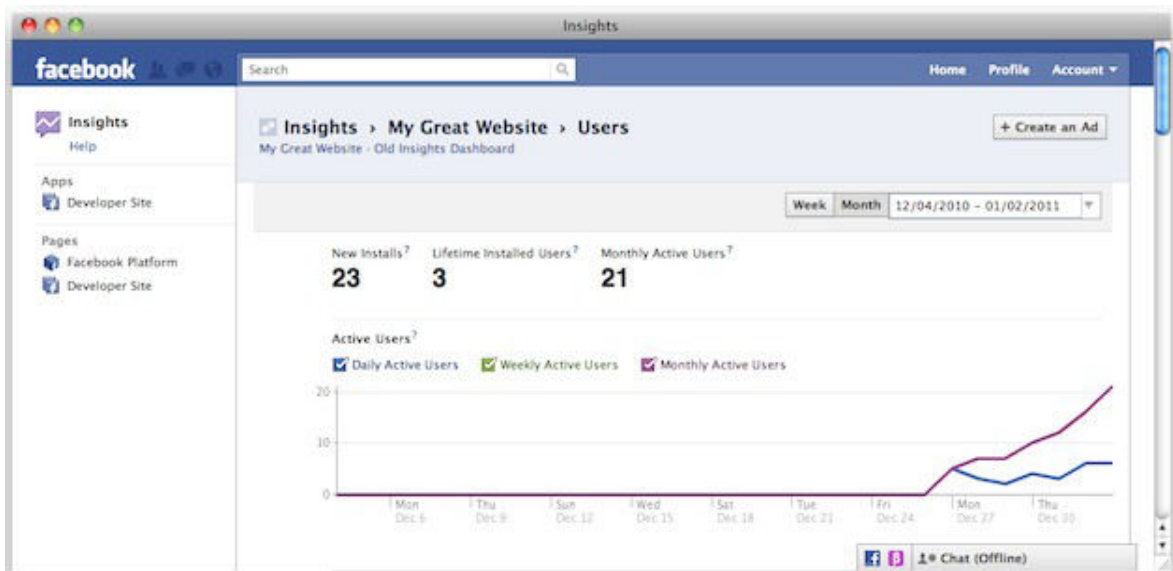 Insights
facebook
Search
Home Profile Account
Insights
Help
Apps
Developer Site
Pages
Facebook Platform
Developer Site
Insights › My Great Website › Users
My Great Website - Old Insights Dashboard
+ Create an Ad
Week Month 12/04/2010 - 01/02/2011
New Installs? Lifetime Installed Users? Monthly Active Users?
23 3 21
Active Users?
Daily Active Users Weekly Active Users Monthly Active Users
20
10
0
Mon Thu Sun Wed Sat Tue Fri Mon Thu
Dec 6 Dec 9 Dec 12 Dec 15 Dec 18 Dec 21 Dec 24 Dec 27 Dec 30
Chat (Offline)